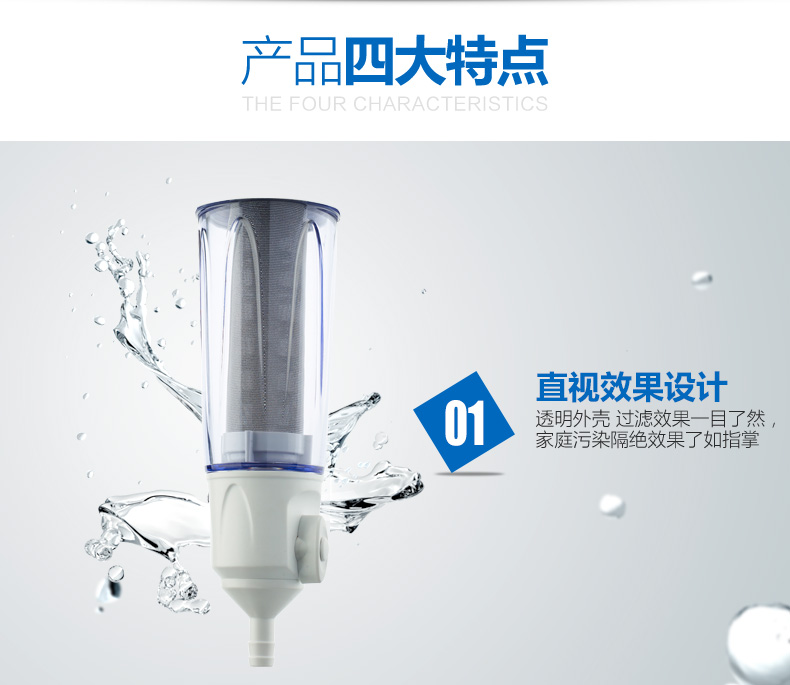 产品四大特点
THE FOUR CHARACTERISTICS
01
直视效果设计
透明外壳 过滤效果一目了然，
家庭污染隔绝效果了如指掌